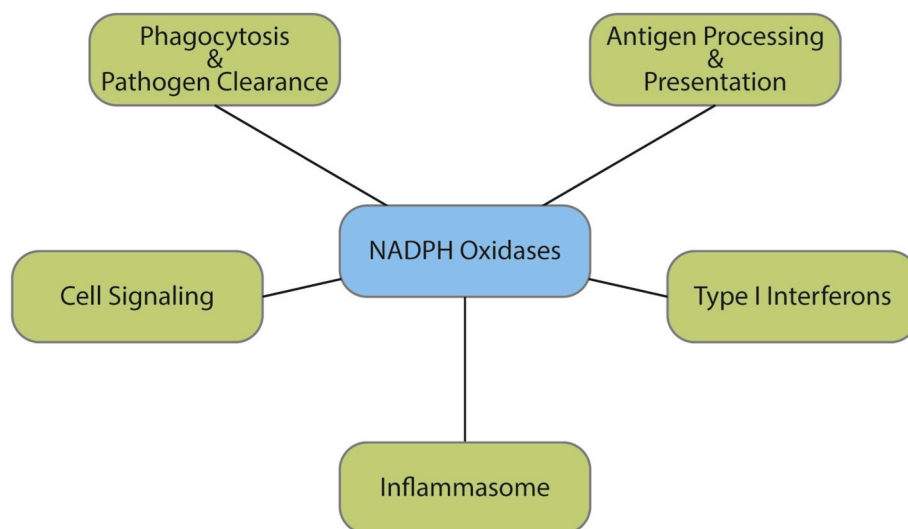 Phagocytosis
&
Pathogen Clearance
Antigen Processing
&
Presentation
NADPH Oxidases
Cell Signaling
Type I Interferons
Inflammasome